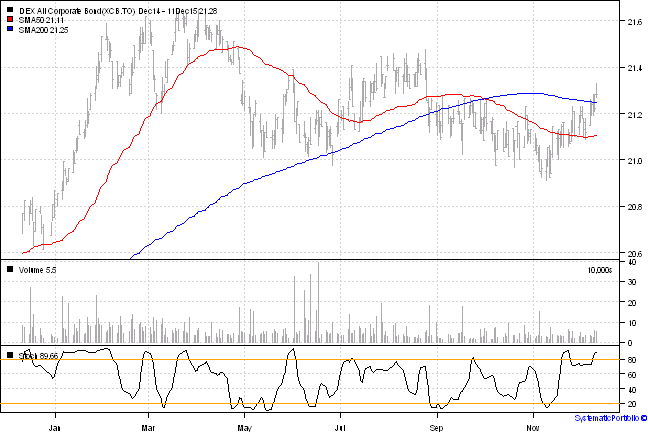 DEX All Corporate Bond(XCB.TO) Dec14 - 11Dec15 21.28
SMA50 21.11
SMA200 21.25
21.6
21.4
21.2
21.0
20.8
20.6
Volume 5.5
10,000s
40
30
20
10
0
Stoch 89.66
80
60
40
20
Jan Mar May Jul Sep Nov
SystematicPortfolio ©